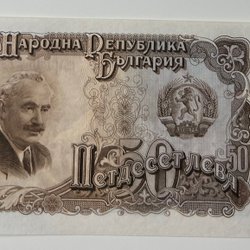 НАРОДНА РЕПУБЛИКА
БЪЛГАРИЯ
50
ПЕТДЕСЕТ ЛЕВА